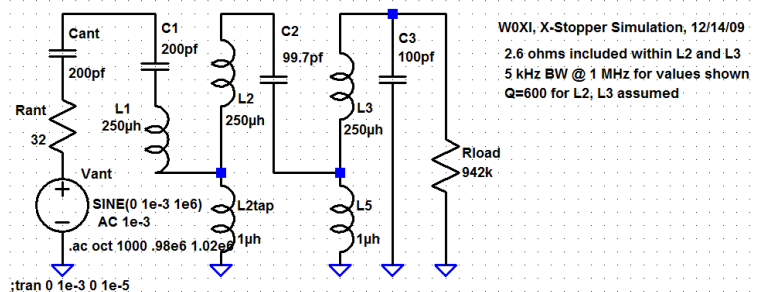 W0XI, X-Stopper Simulation, 12/14/09
2.6 ohms included within L2 and L3
5 kHz BW @ 1 MHz for values shown
Q=600 for L2, L3 assumed
Cant
200pf
C1
200pf
C2
99.7pf
C3
100pf
L1
250µh
L2
250µh
L3
250µh
Rant
32
Vant
SINE(0 1e-3 1e6)
AC 1e-3
L2tap
1µh
L5
1µh
Rload
942k
.ac oct 1000 .98e6 1.02e6
;tran 0 1e-3 0 1e-5